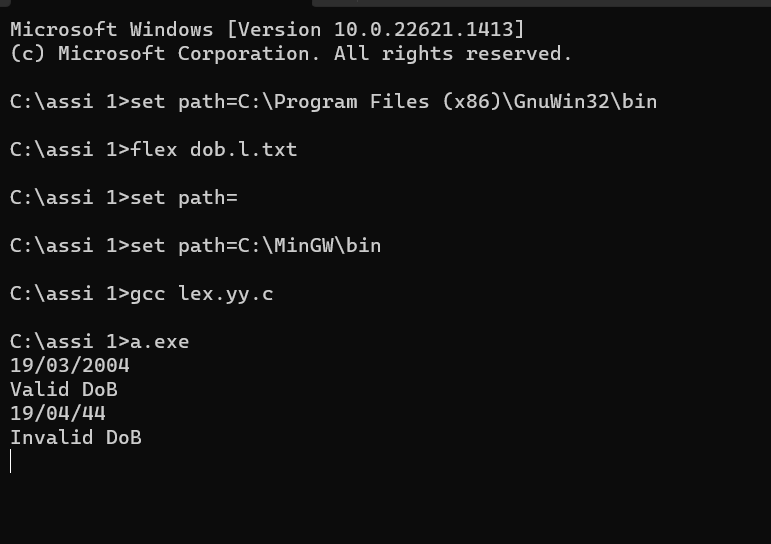 Microsoft Windows [Version 10.0.22621.1413]
(c) Microsoft Corporation. All rights reserved.
C:\assi 1>set path=C:\Program Files (x86)\GnuWin32\bin
C:\assi 1>flex dob.l.txt
C:\assi 1>set path=
C:\assi 1>set path=C:\MinGW\bin
C:\assi 1>gcc lex.yy.c
C:\assi 1>a.exe
19/03/2004
Valid DoB
19/04/44
Invalid DoB